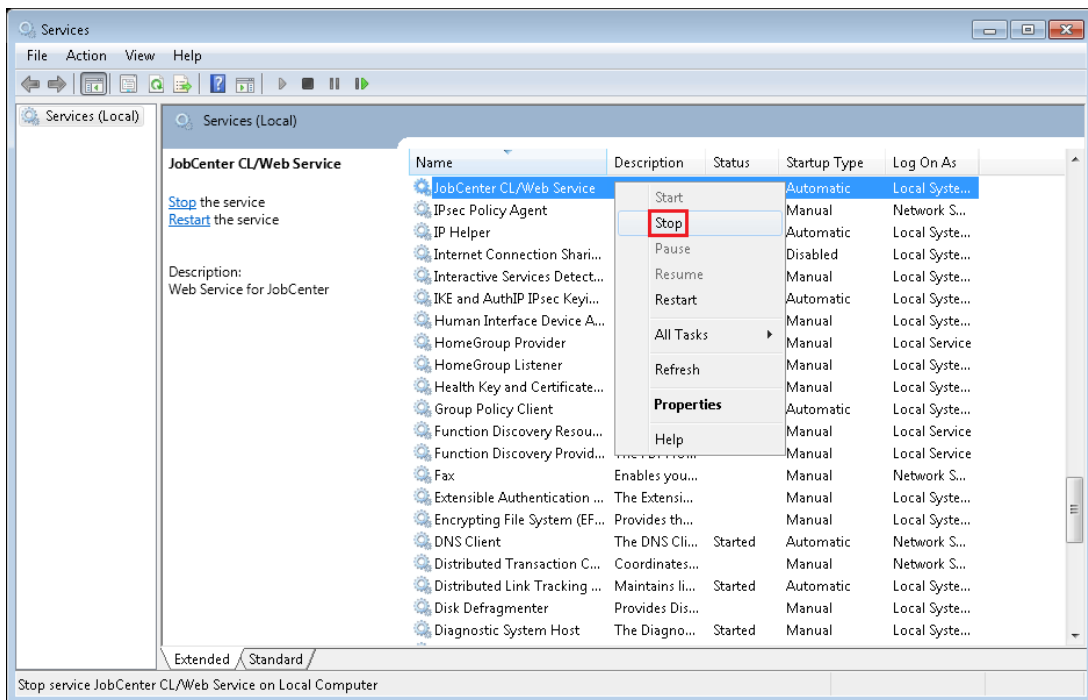 Services
File Action View Help
Services (Local)
Services (Local)
JobCenter CL/Web Service
Stop the service
Restart the service
Description:
Web Service for JobCenter
Name Description Status Startup Type Log On As
JobCenter CL/Web Service Automatic Local Syste...
IPsec Policy Agent Manual Network S...
IP Helper Automatic Local Syste...
Internet Connection Shari... Disabled Local Syste...
Interactive Services Detect... Manual Local Syste...
IKE and AuthIP IPsec Keyi... Automatic Local Syste...
Human Interface Device A... Manual Local Syste...
HomeGroup Provider Manual Local Service
HomeGroup Listener Manual Local Syste...
Health Key and Certificate... Manual Local Syste...
Group Policy Client Automatic Local Syste...
Function Discovery Resou... Manual Local Service
Function Discovery Provid... Manual Local Service
Fax Enables you... Manual Network S...
Extensible Authentication ... The Extensi... Manual Local Syste...
Encrypting File System (EF... Provides th... Manual Local Syste...
DNS Client The DNS Cli... Started Automatic Network S...
Distributed Transaction C... Coordinates... Manual Network S...
Distributed Link Tracking ... Maintains li... Started Automatic Local Syste...
Disk Defragmenter Provides Dis... Manual Local Syste...
Diagnostic System Host The Diagno... Started Manual Local Syste...
Start
Stop
Pause
Resume
Restart
All Tasks
Refresh
Properties
Help
Extended Standard
Stop service JobCenter CL/Web Service on Local Computer